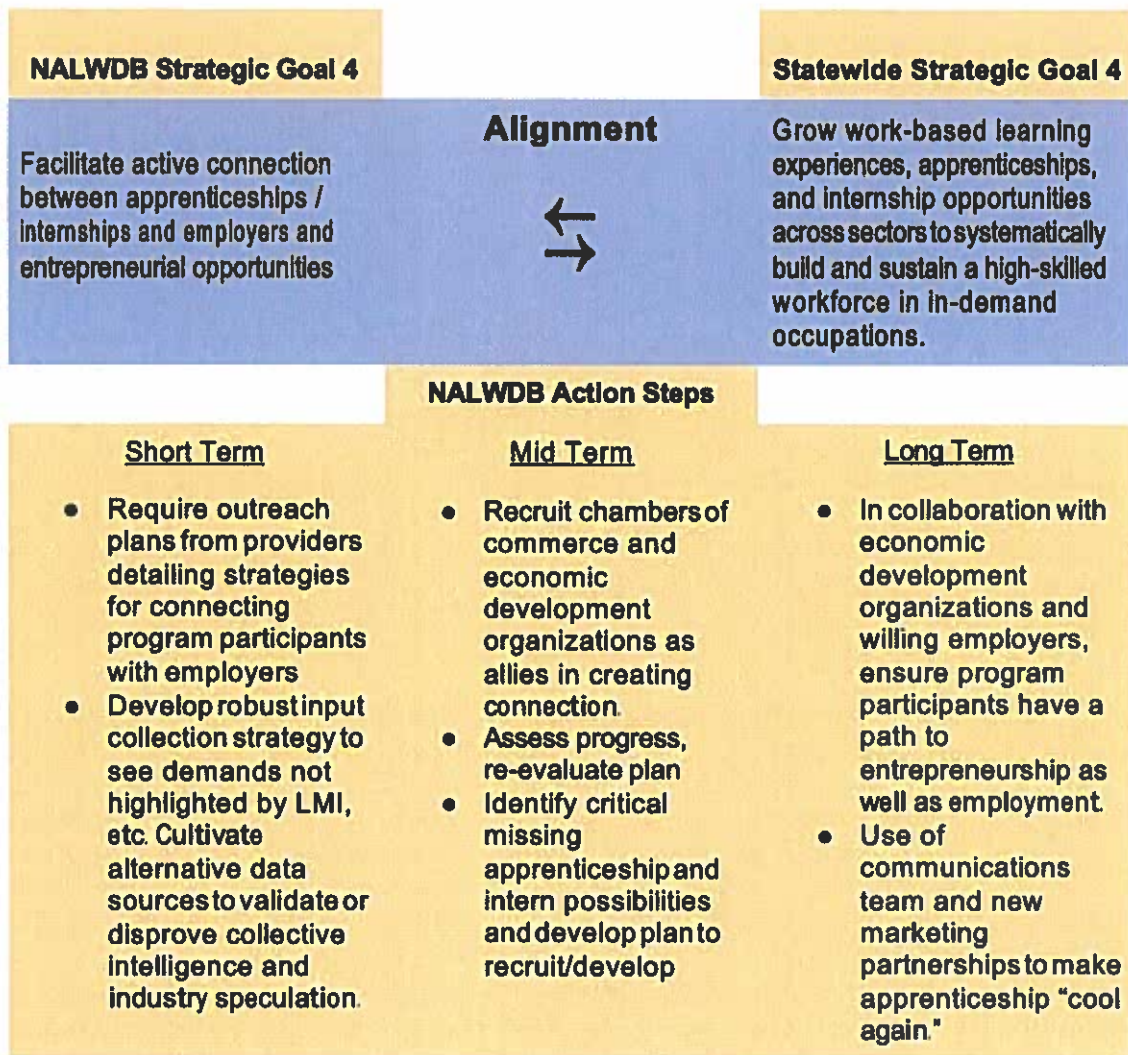 NALWDB Strategic Goal 4
Statewide Strategic Goal 4
Facilitate active connection
between apprenticeships /
internships and employers and
entrepreneurial opportunities
Alignment
←
→
Grow work-based learning
experiences, apprenticeships,
and internship opportunities
across sectors to systematically
build and sustain a high-skilled
workforce in in-demand
occupations.
NALWDB Action Steps
Short Term
● Require outreach
plans from providers
detailing strategies
for connecting
program participants
with employers
● Develop robust input
collection strategy to
see demands not
highlighted by LMI,
etc. Cultivate
alternative data
sources to validate or
disprove collective
intelligence and
industry speculation.
Mid Term
● Recruit chambers of
commerce and
economic
development
organizations as
allies in creating
connection.
● Assess progress,
re-evaluate plan
● Identify critical
missing
apprenticeship and
intern possibilities
and develop plan to
recruit/develop
Long Term
● In collaboration with
economic
development
organizations and
willing employers,
ensure program
participants have a
path to
entrepreneurship as
well as employment.
● Use of
communications
team and new
marketing
partnerships to make
apprenticeship "cool
again."